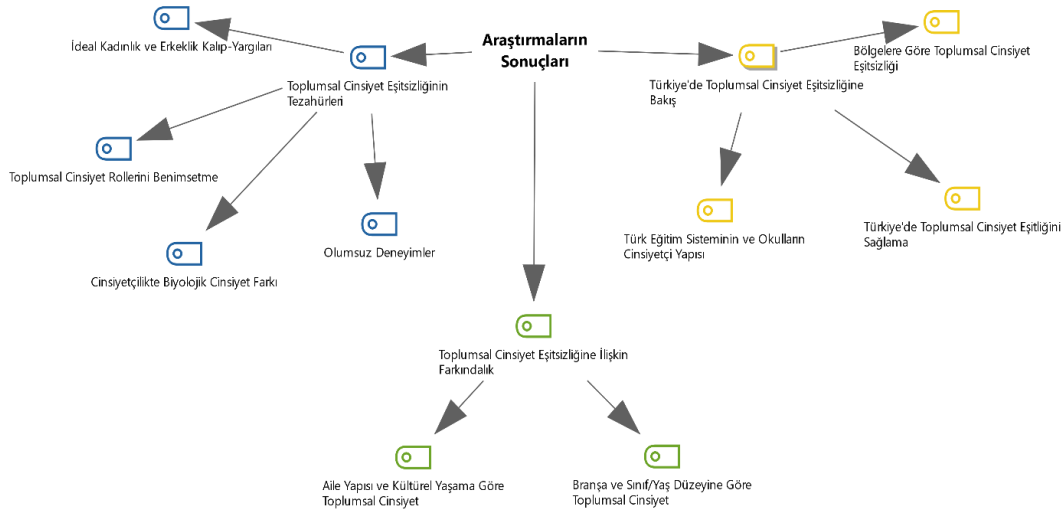 Araştırmaların
Sonuçları
İdeal Kadınlık ve Erkeklik Kalıp-Yargıları
Toplumsal Cinsiyet Eşitsizliğinin
Tezahürleri
Toplumsal Cinsiyet Rollerini Benimsetme
Cinsiyetçilikte Biyolojik Cinsiyet Farkı
Olumsuz Deneyimler
Türkiye'de Toplumsal Cinsiyet Eşitsizliğine
Bakış
Bölgelere Göre Toplumsal Cinsiyet
Eşitsizliği
Türk Eğitim Sisteminin ve Okulların
Cinsiyetçi Yapısı
Türkiye'de Toplumsal Cinsiyet Eşitliğini
Sağlama
Toplumsal Cinsiyet Eşitsizliğine İlişkin
Farkındalık
Aile Yapısı ve Kültürel Yaşama Göre
Toplumsal Cinsiyet
Branşa ve Sınıf/Yaş Düzeyine Göre
Toplumsal Cinsiyet